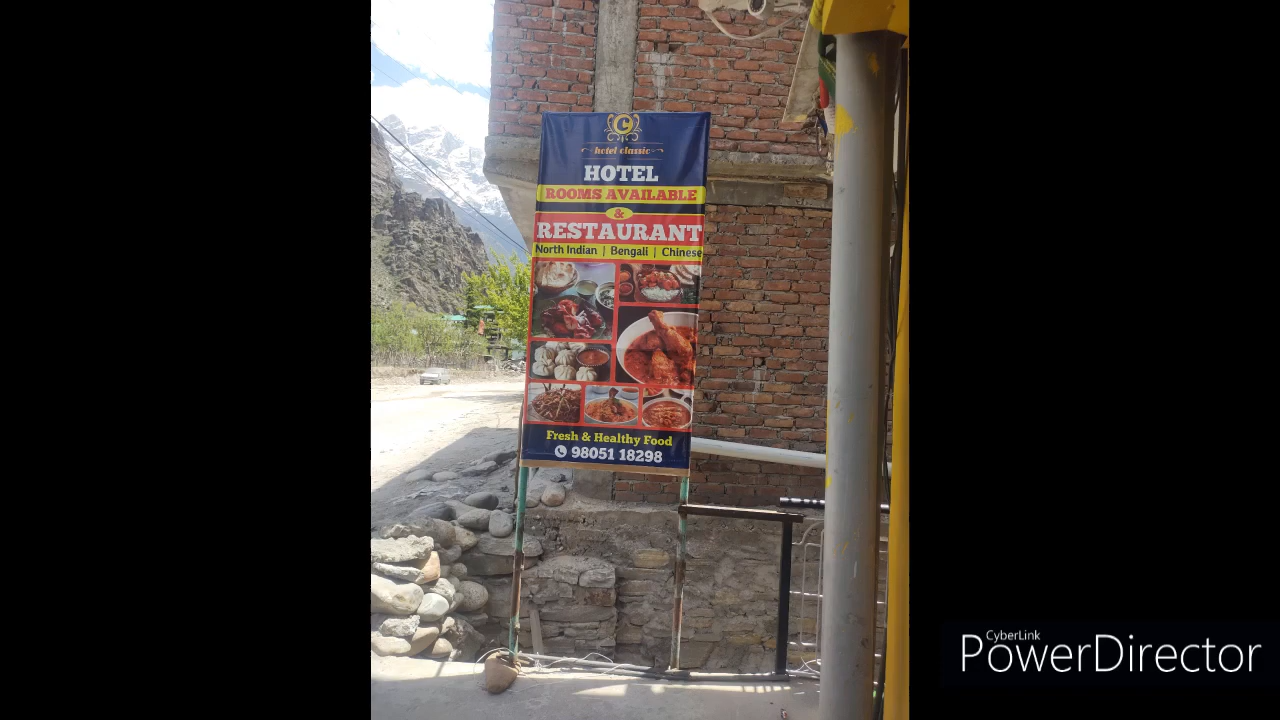 C
hotel classic
HOTEL
ROOMS AVAILABLE
&
RESTAURANT
North Indian | Bengali | Chinese
Fresh & Healthy Food
98051 18298
CyberLink
PowerDirector